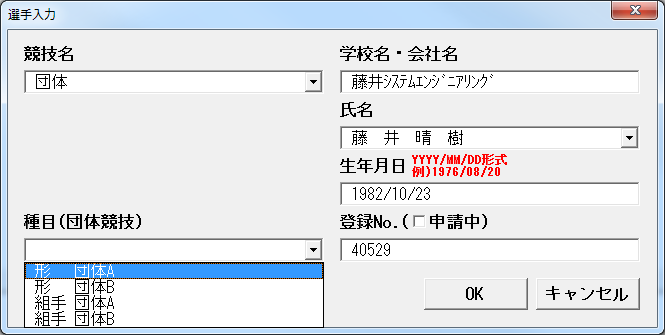 選手入力
競技名
団体
学校名・会社名
藤井ｼｽﾃﾑｴﾝｼﾞﾆｱﾘﾝｸﾞ
氏名
藤　井　晴　樹
生年月日 YYYY/MM/DD形式
例)1976/08/20
1982/10/23
種目(団体競技)
登録No.(申請中)
40529
形　団体A
形　団体B
組手 団体A
組手 団体B
OK
キャンセル